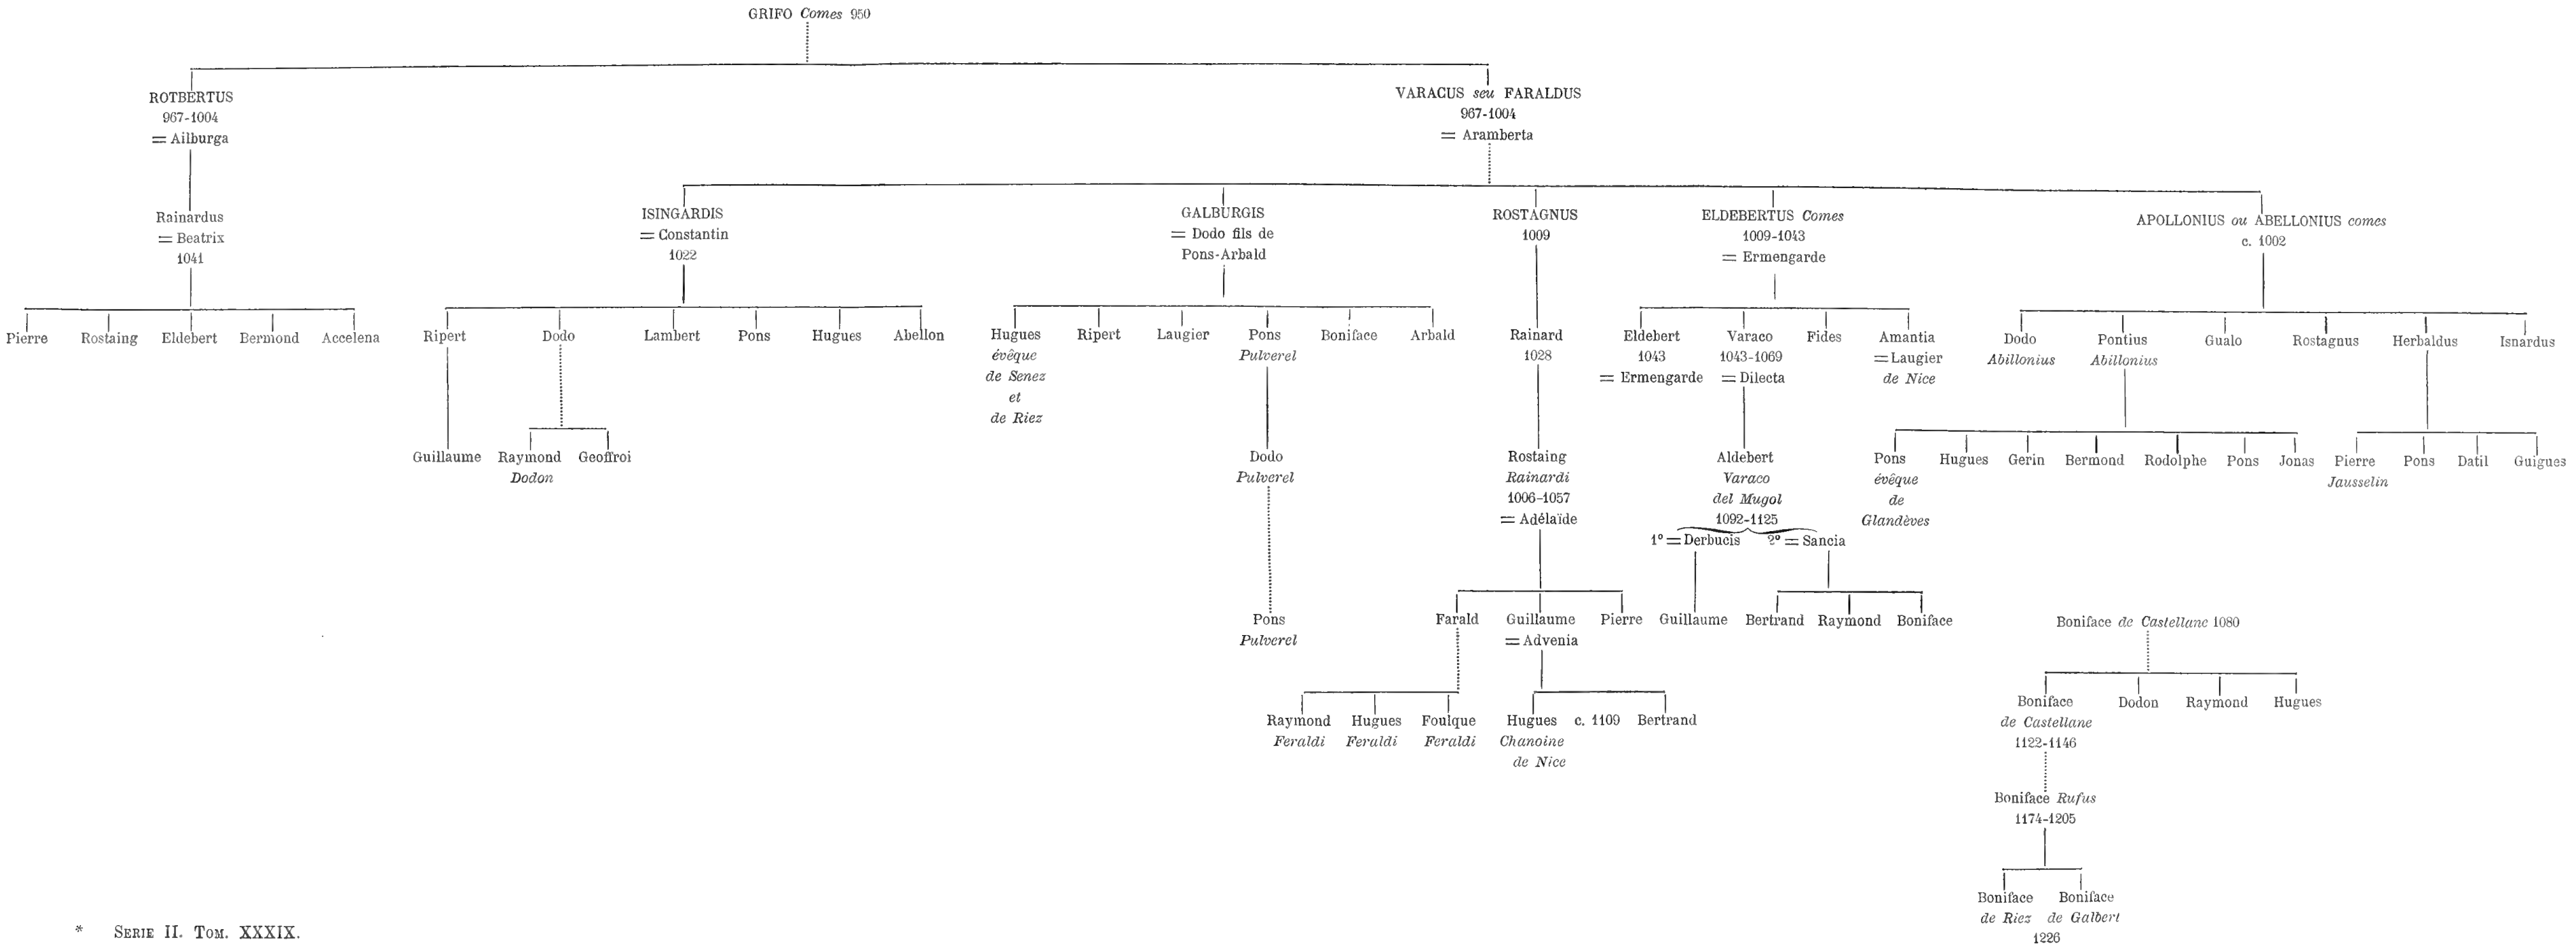 GRIFO Comes 950
ROTBERTUS
967-1004
= Ailburga
VARACUS seu FARALDUS
967-1004
= Aramberta
Rainardus
= Beatrix
1041
ISINGARDIS
= Constantin
1022
GALBURGIS
= Dodo fils de
Pons-Arbald
ROSTAGNUS
1009
ELDEBERTUS Comes
1009-1043
= Ermengarde
APOLLONIUS ou ABELLONIUS comes
c. 1002
Pierre Rostaing Eldebert Bermond Accelena
Ripert Dodo Lambert Pons Hugues Abellon
Hugues
évêque
de Senez
et
de Riez
Ripert Laugier
Pons
Pulverel
Boniface Arbald
Rainard
1028
Eldebert
1043
= Ermengarde
Varaco
1043-1069
= Dilecta
Fides
Amantia
= Laugier
de Nice
Dodo
Abillonius
Pontius
Abillonius
Gualo Rostagnus Herbaldus Isnardus
Guillaume
Raymond
Dodon
Geoffroi
Dodo
Pulverel
Rostaing
Rainardi
1006-1057
= Adélaïde
Aldebert
Varaco
del Mugol
1092-1125
1º = Derbucis 2º = Sancia
Pons
évêque
de
Glandèves
Hugues Gerin Bermond Rodolphe Pons Jonas
Pierre
Jausselin
Pons Datil Guigues
Pons
Pulverel
Farald
Guillaume
= Advenia
Pierre
Guillaume Bertrand Raymond Boniface
Boniface de Castellane 1080
Raymond
Feraldi
Hugues
Feraldi
Foulque
Feraldi
Hugues c. 1109 Bertrand
Chanoine
de Nice
Boniface
de Castellane
1122-1146
Dodon Raymond Hugues
Boniface Rufus
1174-1205
Boniface
de Riez
Boniface
de Galbert
1226
* SERIE II. TOM. XXXIX.